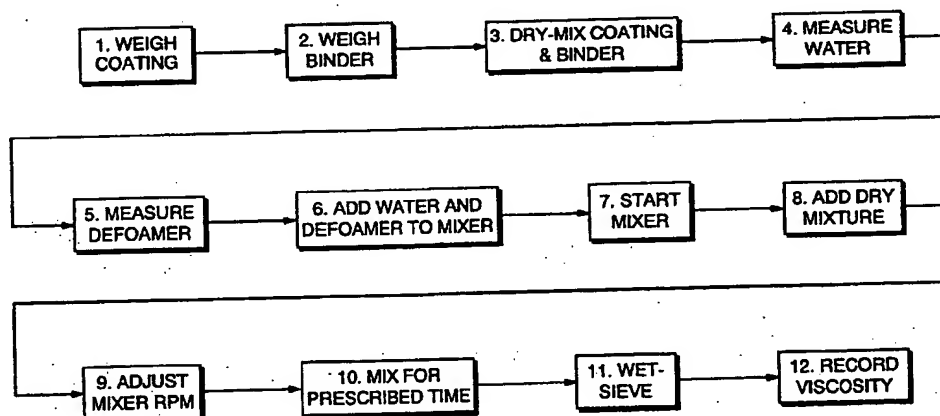 1. WEIGH
COATING
2. WEIGH
BINDER
3. DRY-MIX COATING
& BINDER
4. MEASURE
WATER
5. MEASURE
DEFOAMER
6. ADD WATER AND
DEFOAMER TO MIXER
7. START
MIXER
8. ADD DRY
MIXTURE
9. ADJUST
MIXER RPM
10. MIX FOR
PRESCRIBED TIME
11. WET-
SIEVE
12. RECORD
VISCOSITY